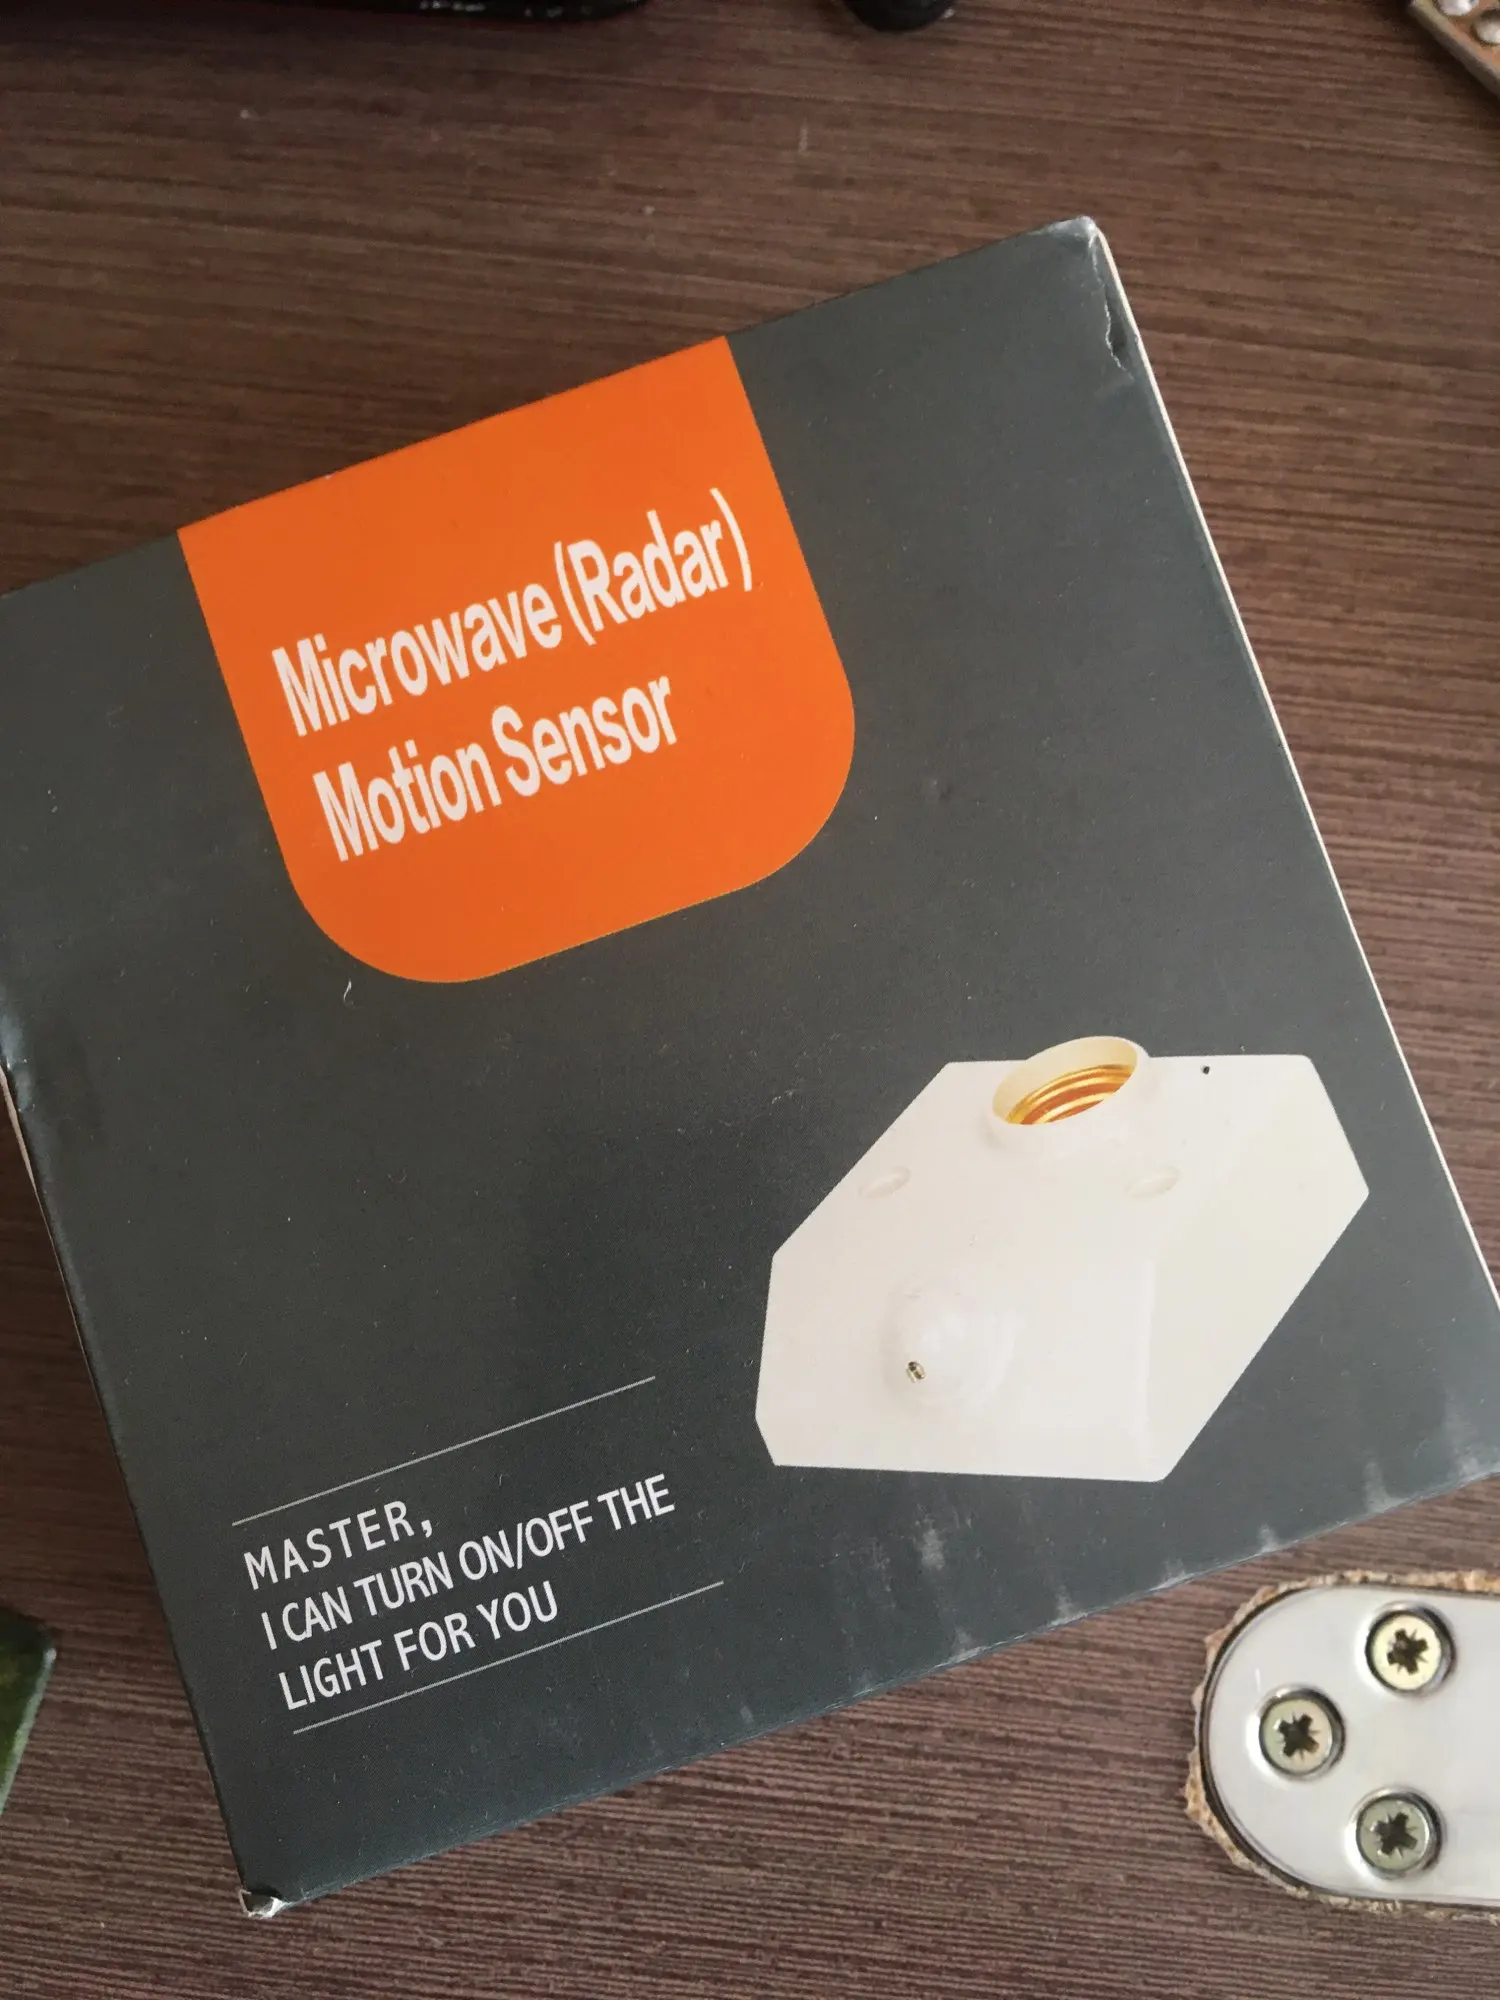 Microwave (Radar)
Motion Sensor
MASTER,
I CAN TURN ON/OFF THE
LIGHT FOR YOU